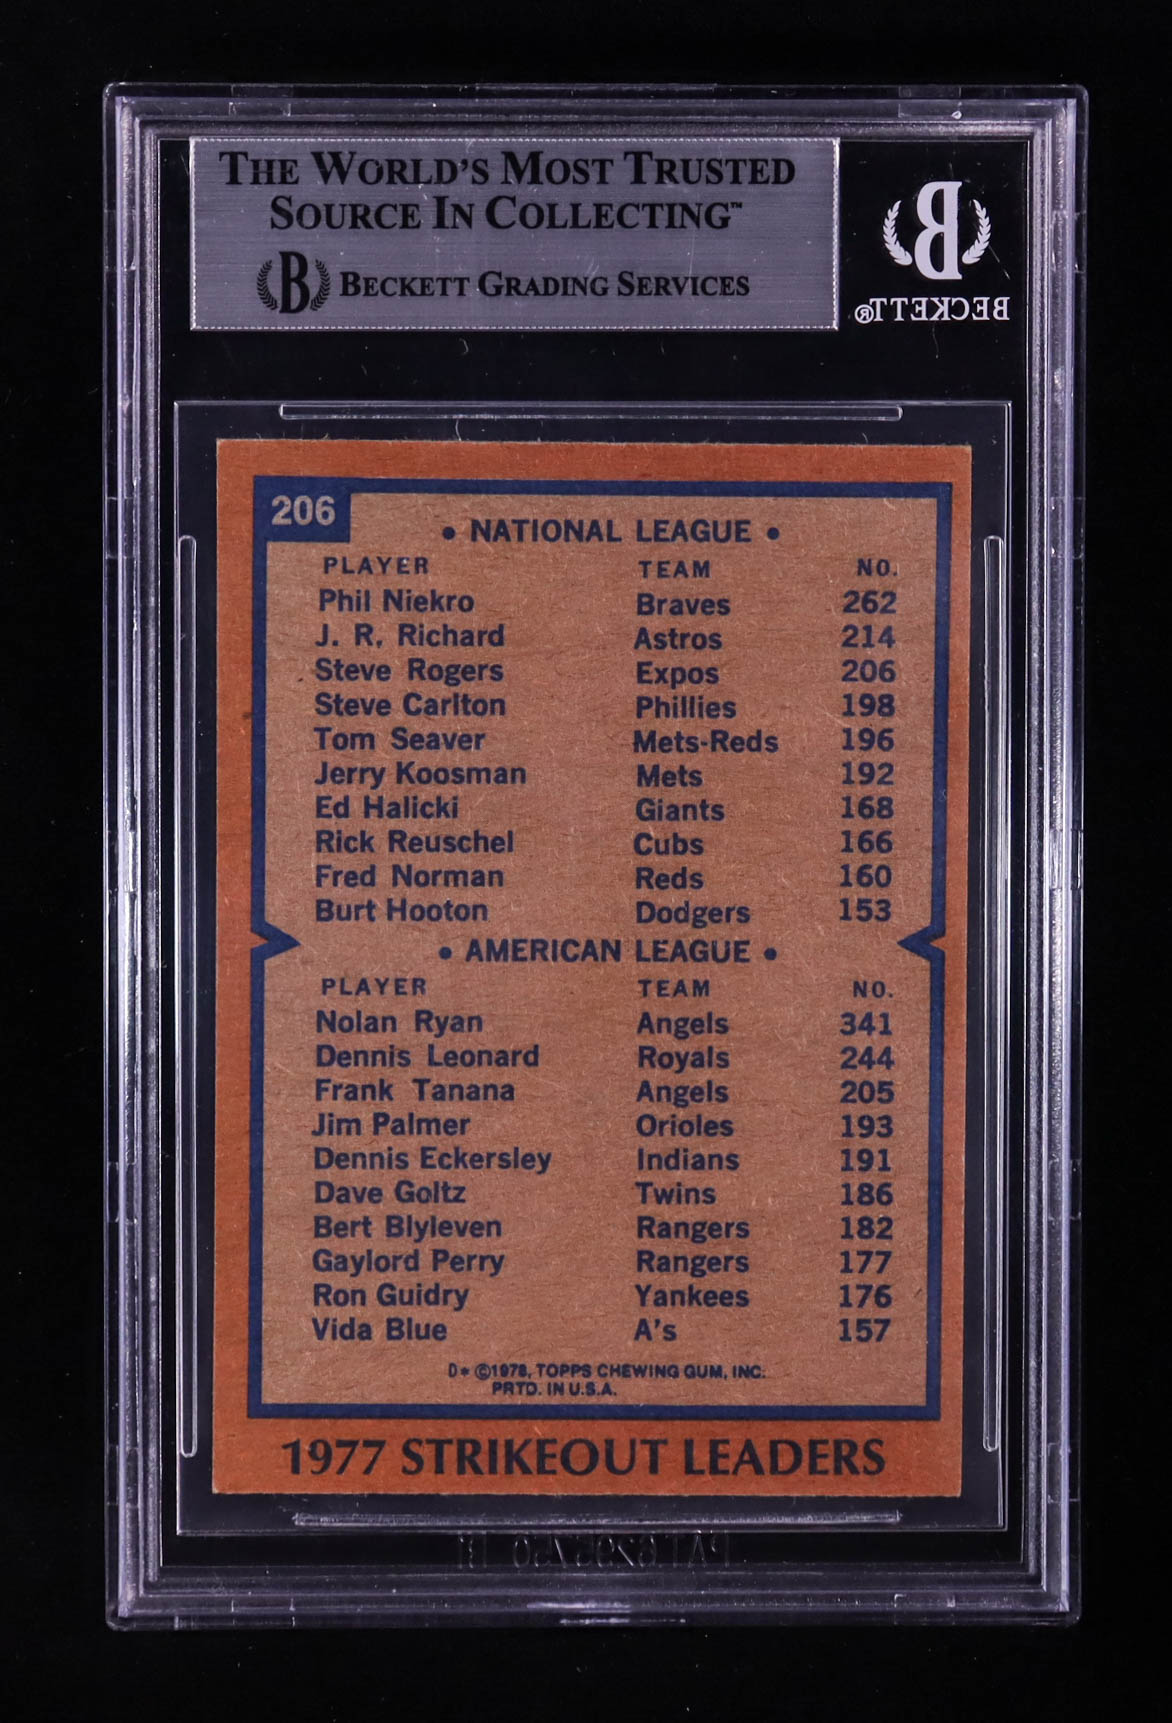 THE WORLD'S MOST TRUSTED
SOURCE IN COLLECTING™
B BECKETT GRADING SERVICES
B
BECKETT®
206
• NATIONAL LEAGUE •
PLAYER TEAM NO.
Phil Niekro Braves 262
J. R. Richard Astros 214
Steve Rogers Expos 206
Steve Carlton Phillies 198
Tom Seaver Mets-Reds 196
Jerry Koosman Mets 192
Ed Halicki Giants 168
Rick Reuschel Cubs 166
Fred Norman Reds 160
Burt Hooton Dodgers 153
• AMERICAN LEAGUE •
PLAYER TEAM NO.
Nolan Ryan Angels 341
Dennis Leonard Royals 244
Frank Tanana Angels 205
Jim Palmer Orioles 193
Dennis Eckersley Indians 191
Dave Goltz Twins 186
Bert Blyleven Rangers 182
Gaylord Perry Rangers 177
Ron Guidry Yankees 176
Vida Blue A's 157
D* ©1978, TOPPS CHEWING GUM, INC.
PRTD. IN U.S.A.
1977 STRIKEOUT LEADERS